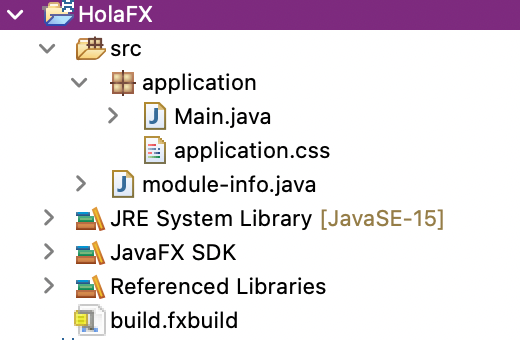 HolaFX
src
application
Main.java
application.css
module-info.java
JRE System Library [JavaSE-15]
JavaFX SDK
Referenced Libraries
build.fxbuild